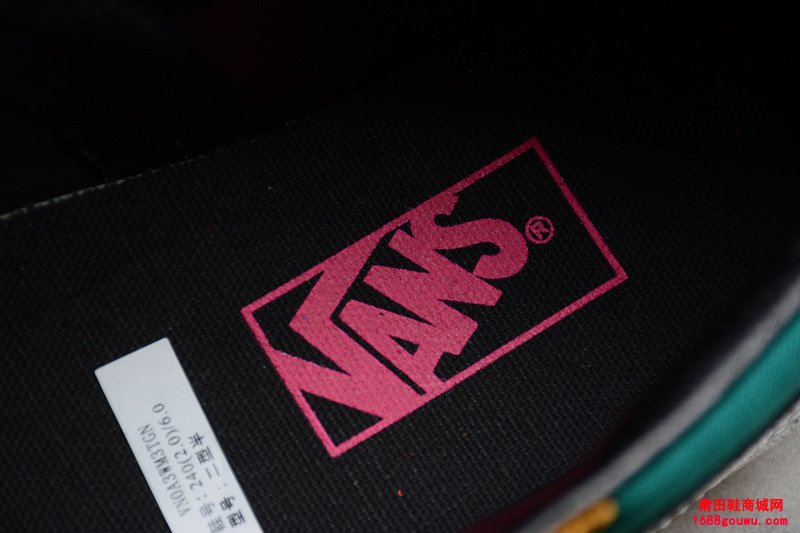 VANS®
VN0A3WM3TGN
鞋号:240(2.0)/6.0
型号:二型半
莆田鞋商城网
1688gouwu.com